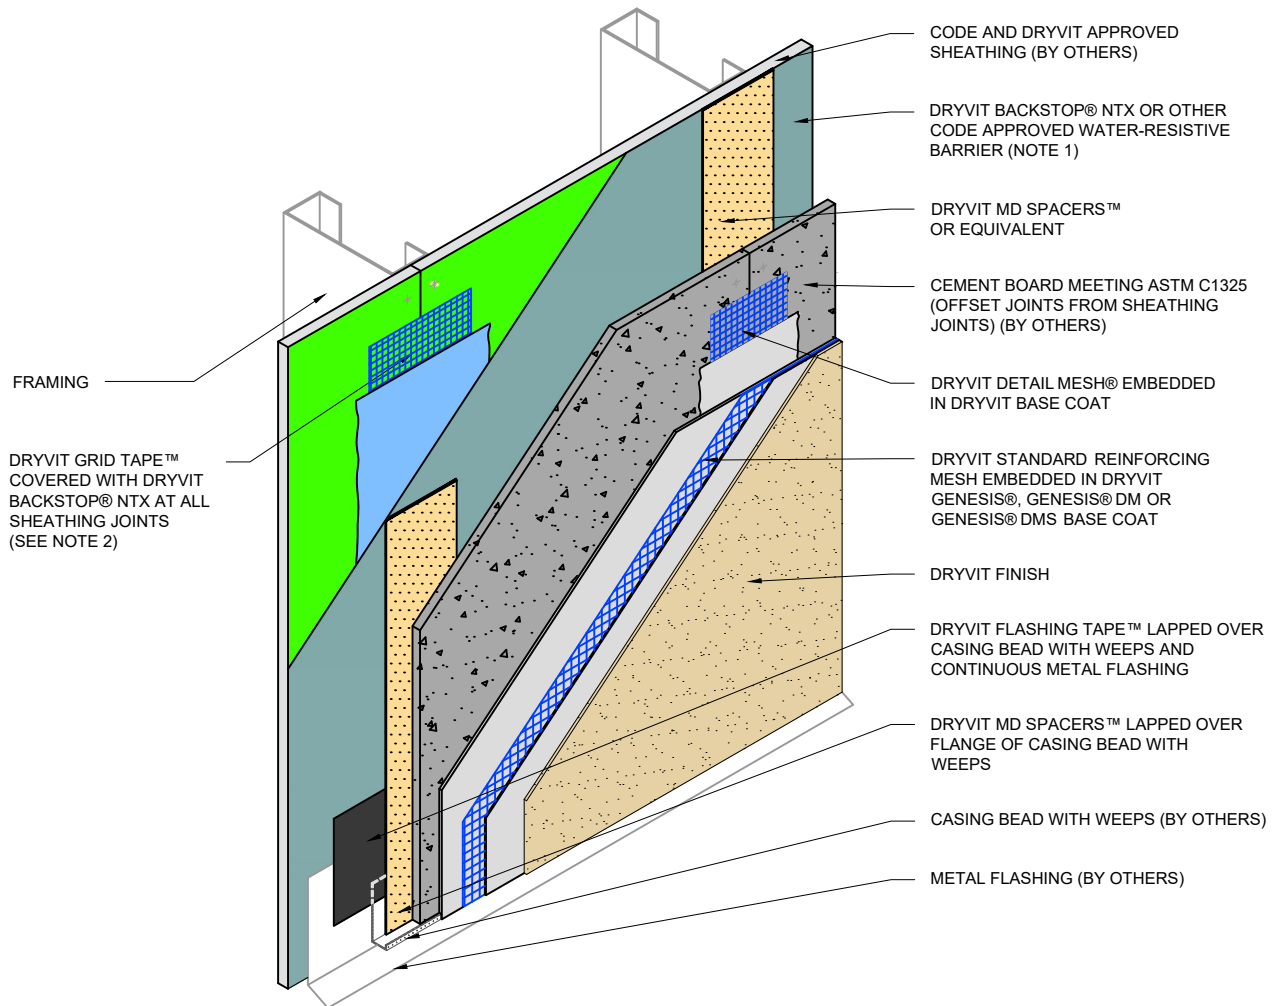 CODE AND DRYVIT APPROVED
SHEATHING (BY OTHERS)
DRYVIT BACKSTOP® NTX OR OTHER
CODE APPROVED WATER-RESISTIVE
BARRIER (NOTE 1)
DRYVIT MD SPACERS™
OR EQUIVALENT
CEMENT BOARD MEETING ASTM C1325
(OFFSET JOINTS FROM SHEATHING
JOINTS) (BY OTHERS)
FRAMING
DRYVIT DETAIL MESH® EMBEDDED
IN DRYVIT BASE COAT
DRYVIT GRID TAPE™
COVERED WITH DRYVIT
BACKSTOP® NTX AT ALL
SHEATHING JOINTS
(SEE NOTE 2)
DRYVIT STANDARD REINFORCING
MESH EMBEDDED IN DRYVIT
GENESIS®, GENESIS® DM OR
GENESIS® DMS BASE COAT
DRYVIT FINISH
DRYVIT FLASHING TAPE™ LAPPED OVER
CASING BEAD WITH WEEPS AND
CONTINUOUS METAL FLASHING
DRYVIT MD SPACERS™ LAPPED OVER
FLANGE OF CASING BEAD WITH
WEEPS
CASING BEAD WITH WEEPS (BY OTHERS)
METAL FLASHING (BY OTHERS)